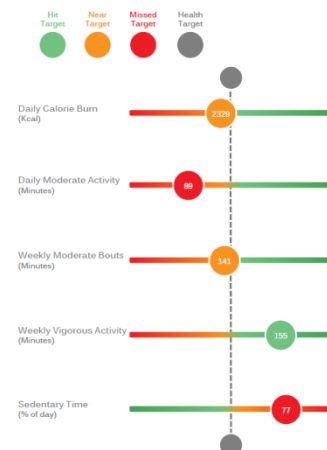 Hit Near Missed Health
Target Target Target Target
Daily Calorie Burn
(Kcal)
2329
Daily Moderate Activity
(Minutes)
89
Weekly Moderate Bouts
(Minutes)
141
Weekly Vigorous Activity
(Minutes)
155
Sedentary Time
(% of day)
77